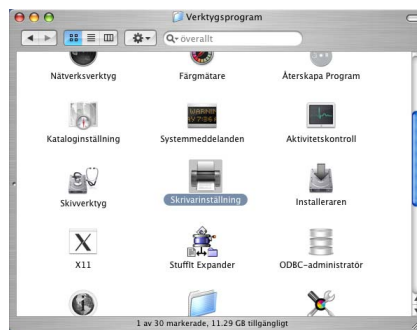 Verktygsprogram
överallt
Nätverksverktyg Färgmätare Återskapa Program
Kataloginställning Systemmeddelanden Aktivitetskontroll
Skivverktyg Skrivarinställning Installeraren
X11 StuffIt Expander ODBC-administratör
1 av 30 markerade, 11.29 GB tillgängligt